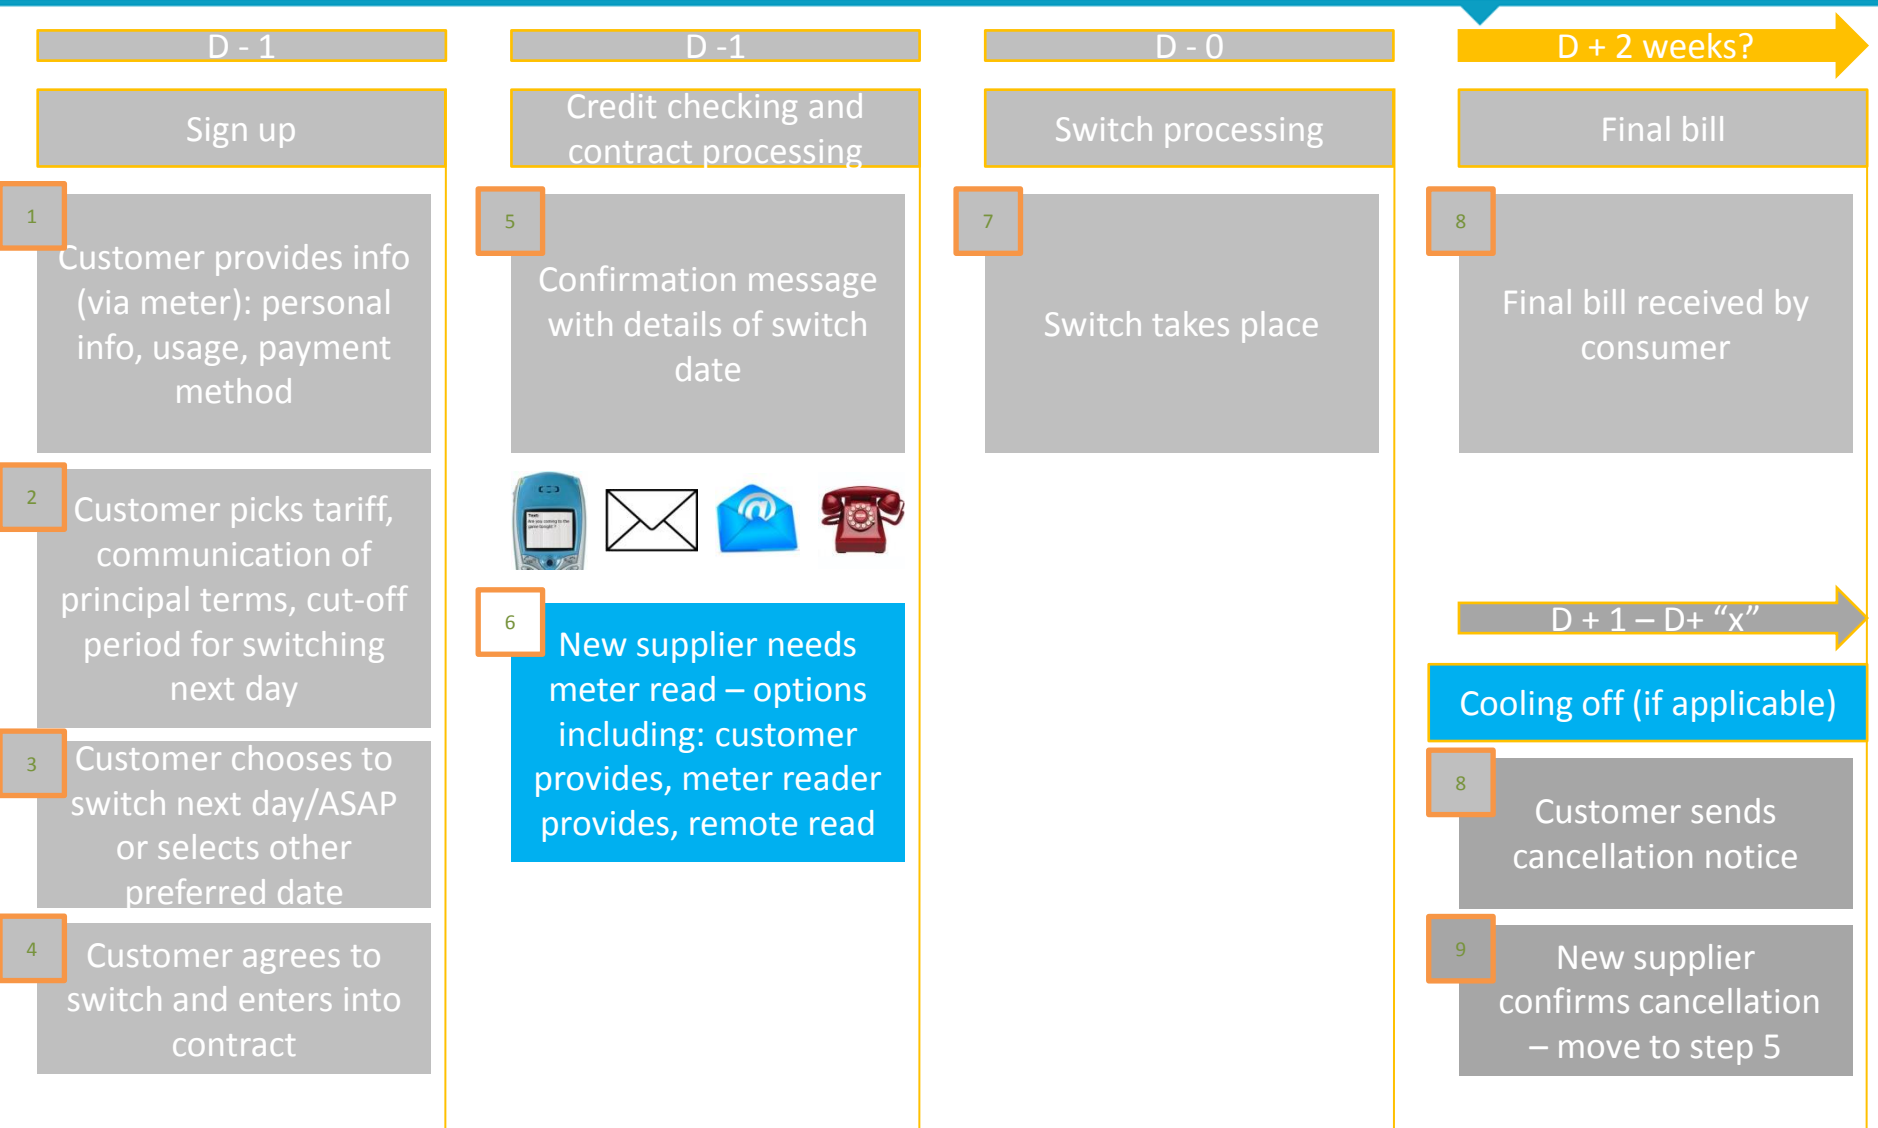 D - 1
Sign up
1
Customer provides info
(via meter): personal
info, usage, payment
method
2
Customer picks tariff,
communication of
principal terms, cut-off
period for switching
next day
3
Customer chooses to
switch next day/ASAP
or selects other
preferred date
4
Customer agrees to
switch and enters into
contract
D -1
Credit checking and
contract processing
5
Confirmation message
with details of switch
date
6
New supplier needs
meter read – options
including: customer
provides, meter reader
provides, remote read
D - 0
Switch processing
7
Switch takes place
D + 2 weeks?
Final bill
8
Final bill received by
consumer
D + 1 – D+ “x”
Cooling off (if applicable)
8
Customer sends
cancellation notice
9
New supplier
confirms cancellation
– move to step 5